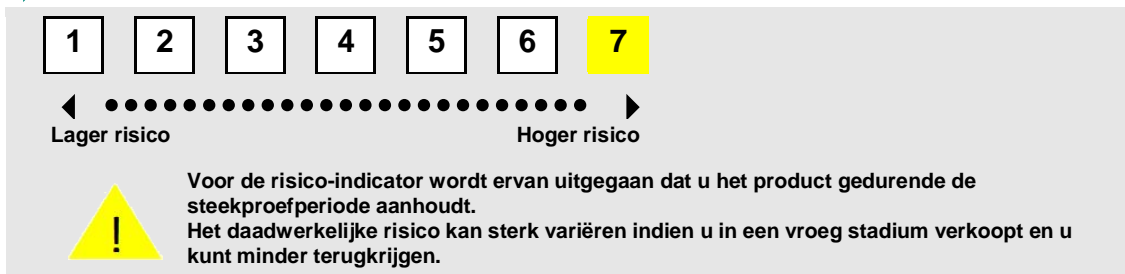 1 2 3 4 5 6 7
Lager risico Hoger risico
Voor de risico-indicator wordt ervan uitgegaan dat u het product gedurende de
steekproefperiode aanhoudt.
Het daadwerkelijke risico kan sterk variëren indien u in een vroeg stadium verkoopt en u
! kunt minder terugkrijgen.